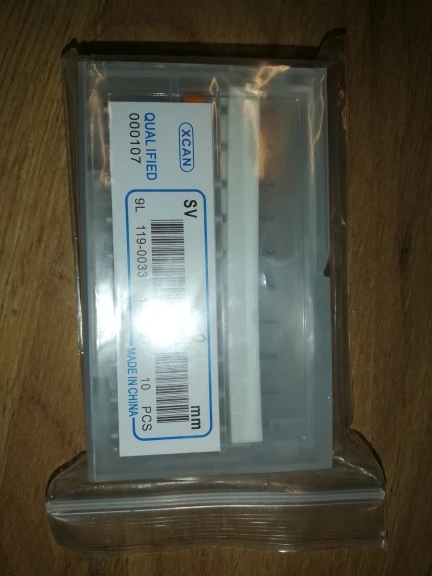 XCAN
QUALIFIED
000107
SV
mm
9L 119-0033
10 PCS
MADE IN CHINA